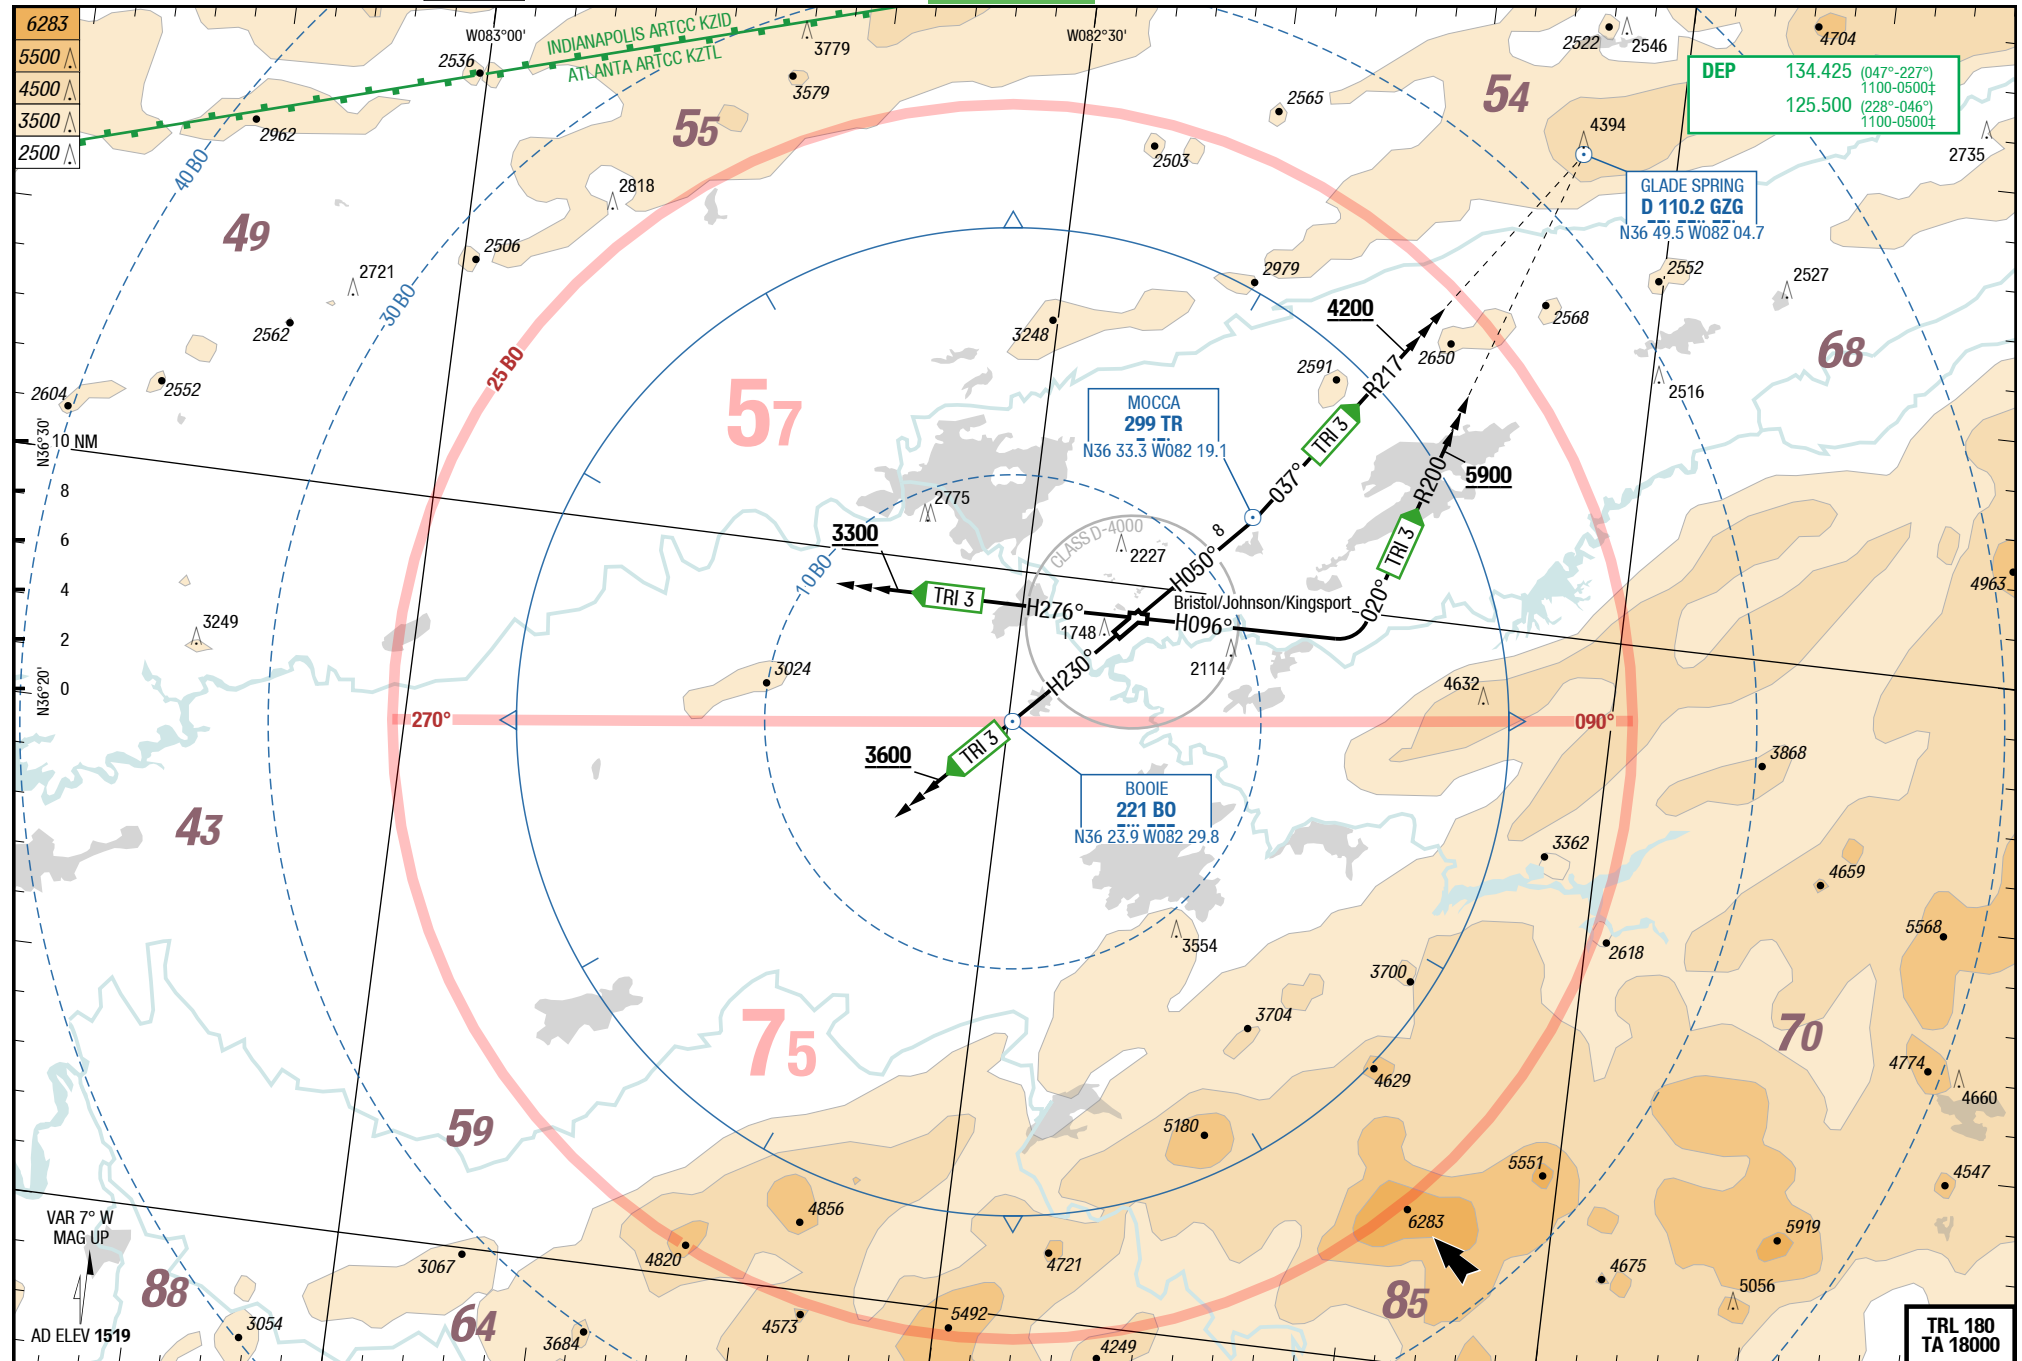 6283
5500
4500
3500
2500
W083°00'
INDIANAPOLIS ARTCC KZID
ATLANTA ARTCC KZTL
W082°30'
DEP 134.425 (047°-227°)
1100-0500‡
125.500 (228°-046°)
1100-0500‡
2536
3779
3579
2962
55
2522
2546
4704
54
2565
2503
4394
2735
40 BO
2818
49
2506
2721
30 BO
2562
GLADE SPRING
D 110.2 GZG
N36 49.5 W082 04.7
2979
2552
2527
3248
4200
2568
2650
68
25 BO
2604
2552
57
2591
R217
2516
MOCCA
299 TR
N36 33.3 W082 19.1
TRI 3
N36°30'
10 NM
8
6
4
2
0
N36°20'
2775
037°
R200
5900
3300
CLASS D-4000
2227
8
H050°
TRI 3
10 BO
TRI 3
H276°
Bristol/Johnson/Kingsport
020°
4963
3249
1748
H096°
2114
3024
H230°
4632
270°
090°
3600
TRI 3
3868
BOOIE
221 BO
N36 23.9 W082 29.8
43
3362
4659
3554
5568
2618
3700
3704
75
70
4629
4774
4660
59
5180
5551
4547
VAR 7° W
MAG UP
4856
6283
5919
4820
3067
4721
4675
5056
88
85
AD ELEV 1519
3054
64
3684
4573
5492
4249
TRL 180
TA 18000